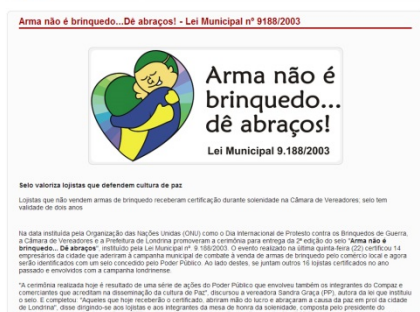 Arma não é brinquedo...Dê abraços! - Lei Municipal nº 9188/2003
Arma não é
brinquedo...
dê abraços!
Lei Municipal 9.188/2003
Selo valoriza lojistas que defendem cultura de paz
Lojistas que não vendem armas de brinquedo receberam certificação durante solenidade na Câmara de Vereadores; selo tem
validade de dois anos
Na data instituída pela Organização das Nações Unidas (ONU) como o Dia Internacional de Protesto contra os Brinquedos de Guerra,
a Câmara de Vereadores e a Prefeitura de Londrina promoveram a cerimônia para entrega da 2ª edição do selo "Arma não é
brinquedo... Dê abraços", instituído pela Lei Municipal nº 9.188/2003. O evento realizado na última quinta-feira (22) certificou 14
empresários da cidade que aderiram à campanha municipal de combate à venda de armas de brinquedo pelo comércio local e agora
serão identificados com um selo concedido pelo Poder Público. Ao lado destes, se juntam outros 16 lojistas certificados no ano
passado e envolvidos com a campanha londrinense.
"A cerimônia realizada hoje é resultado de uma série de ações do Poder Público que envolveu também os integrantes do Compaz e
comerciantes que acreditam na disseminação da cultura de Paz", discursou a vereadora Sandra Graça (PP), autora da lei que instituiu
o selo. E completou: "Aqueles que hoje receberão o certificado, abriram mão do lucro e abraçaram a causa da paz em prol da cidade
de Londrina", disse dirigindo-se aos lojistas e aos integrantes da mesa de honra da solenidade, composta pelo presidente do